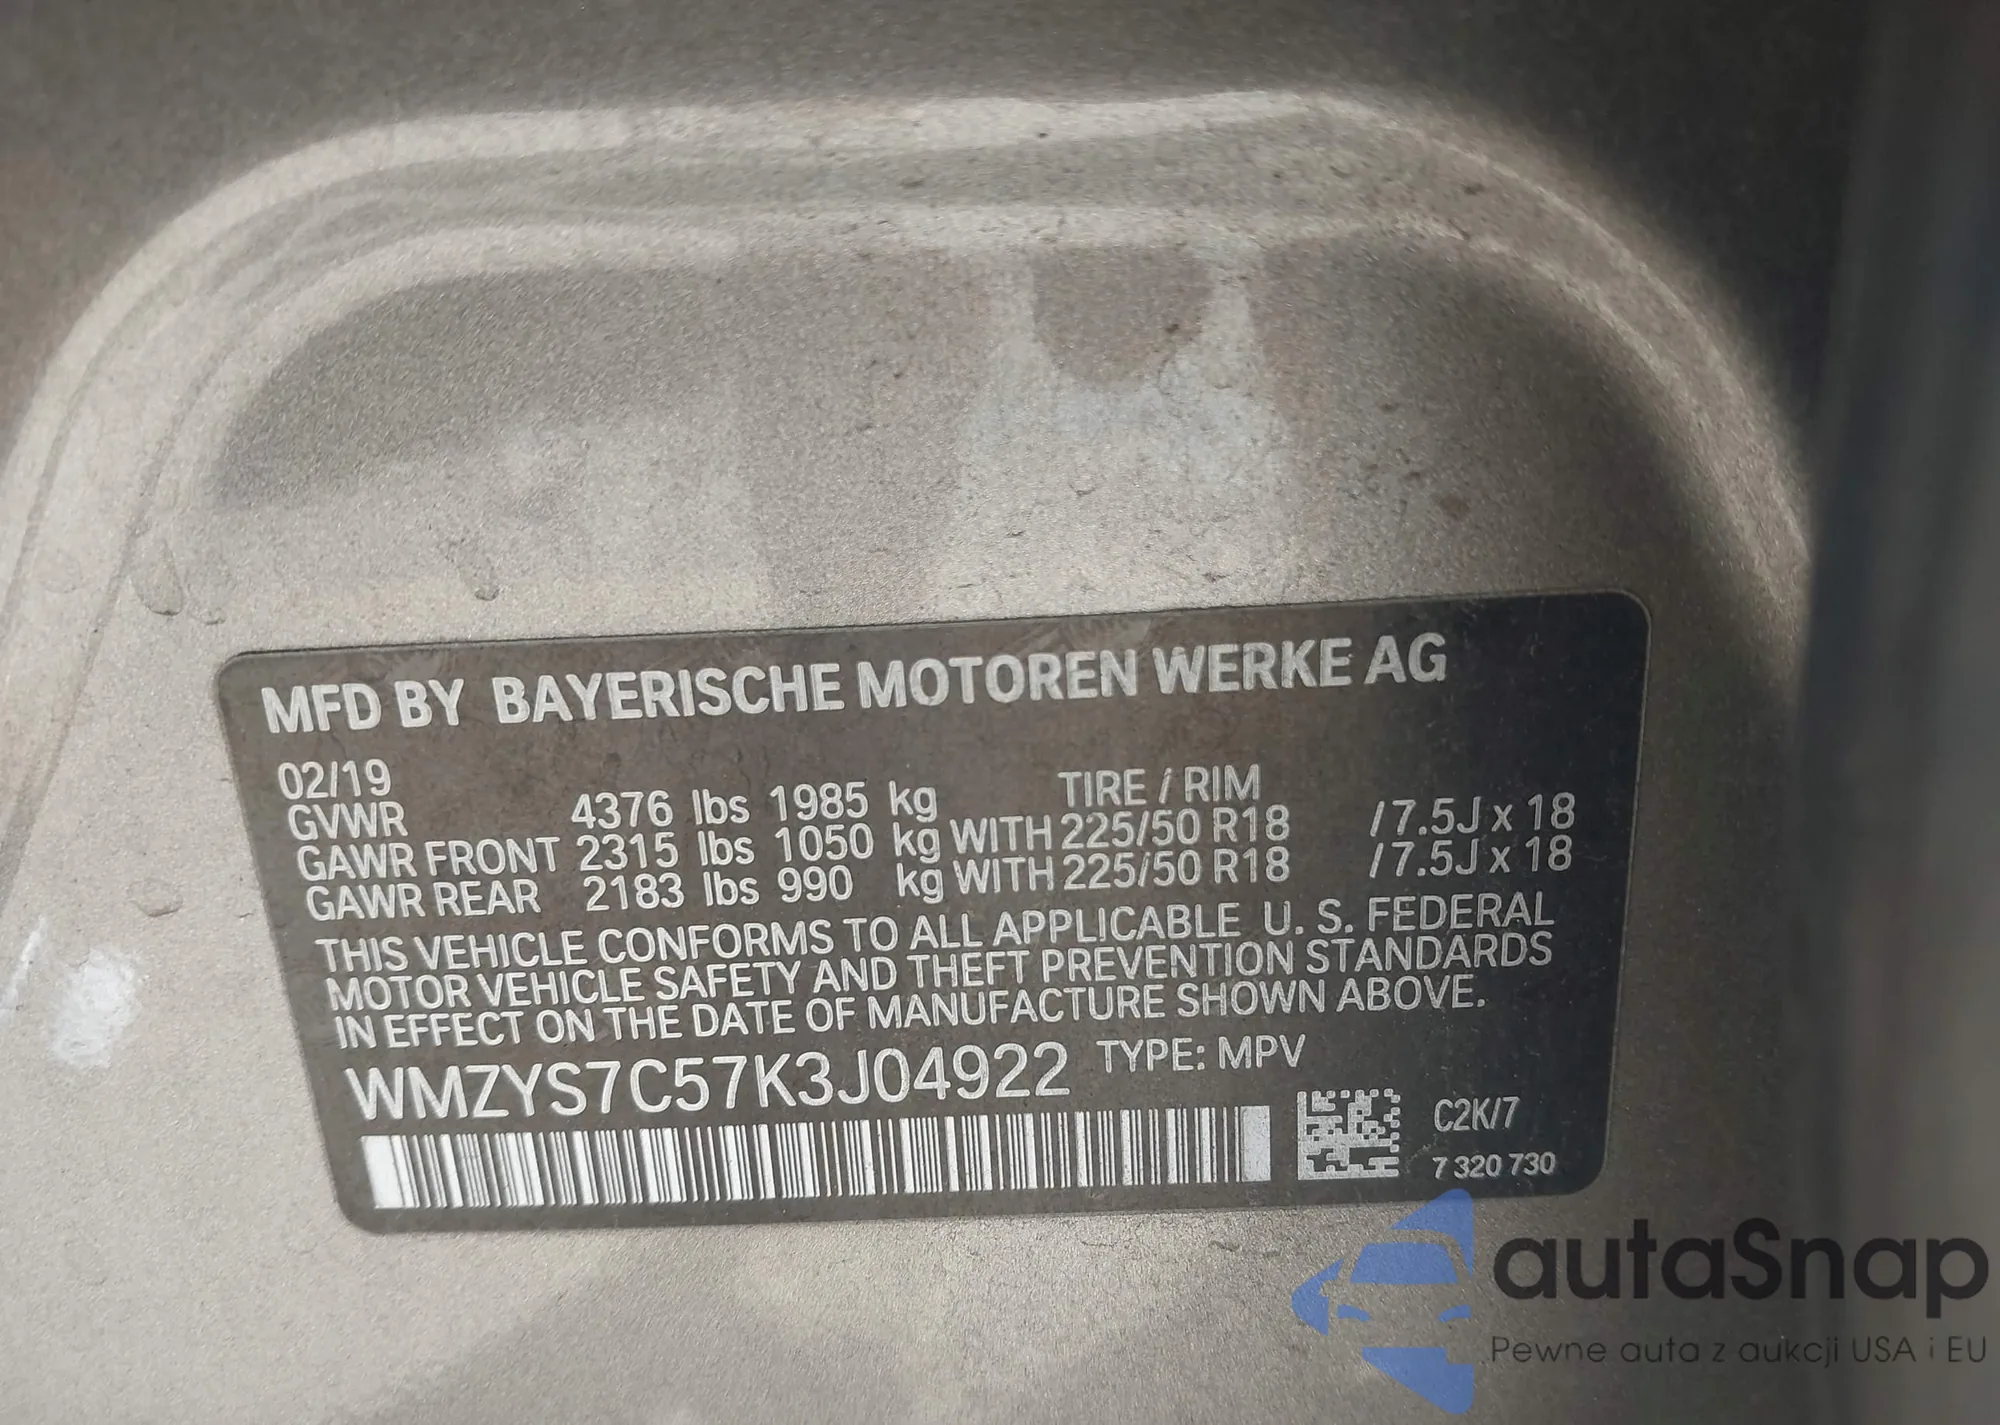 MFD BY BAYERISCHE MOTOREN WERKE AG
02/19 TIRE / RIM
GVWR 4376 lbs 1985 kg
GAWR FRONT 2315 lbs 1050 kg WITH 225/50 R18 /7.5J x 18
GAWR REAR 2183 lbs 990 kg WITH 225/50 R18 /7.5J x 18
THIS VEHICLE CONFORMS TO ALL APPLICABLE U. S. FEDERAL
MOTOR VEHICLE SAFETY AND THEFT PREVENTION STANDARDS
IN EFFECT ON THE DATE OF MANUFACTURE SHOWN ABOVE.
WMZYS7C57K3J04922 TYPE: MPV
C2K/7
7 320 730
autaSnap
Pewne auta z aukcji USA i EU